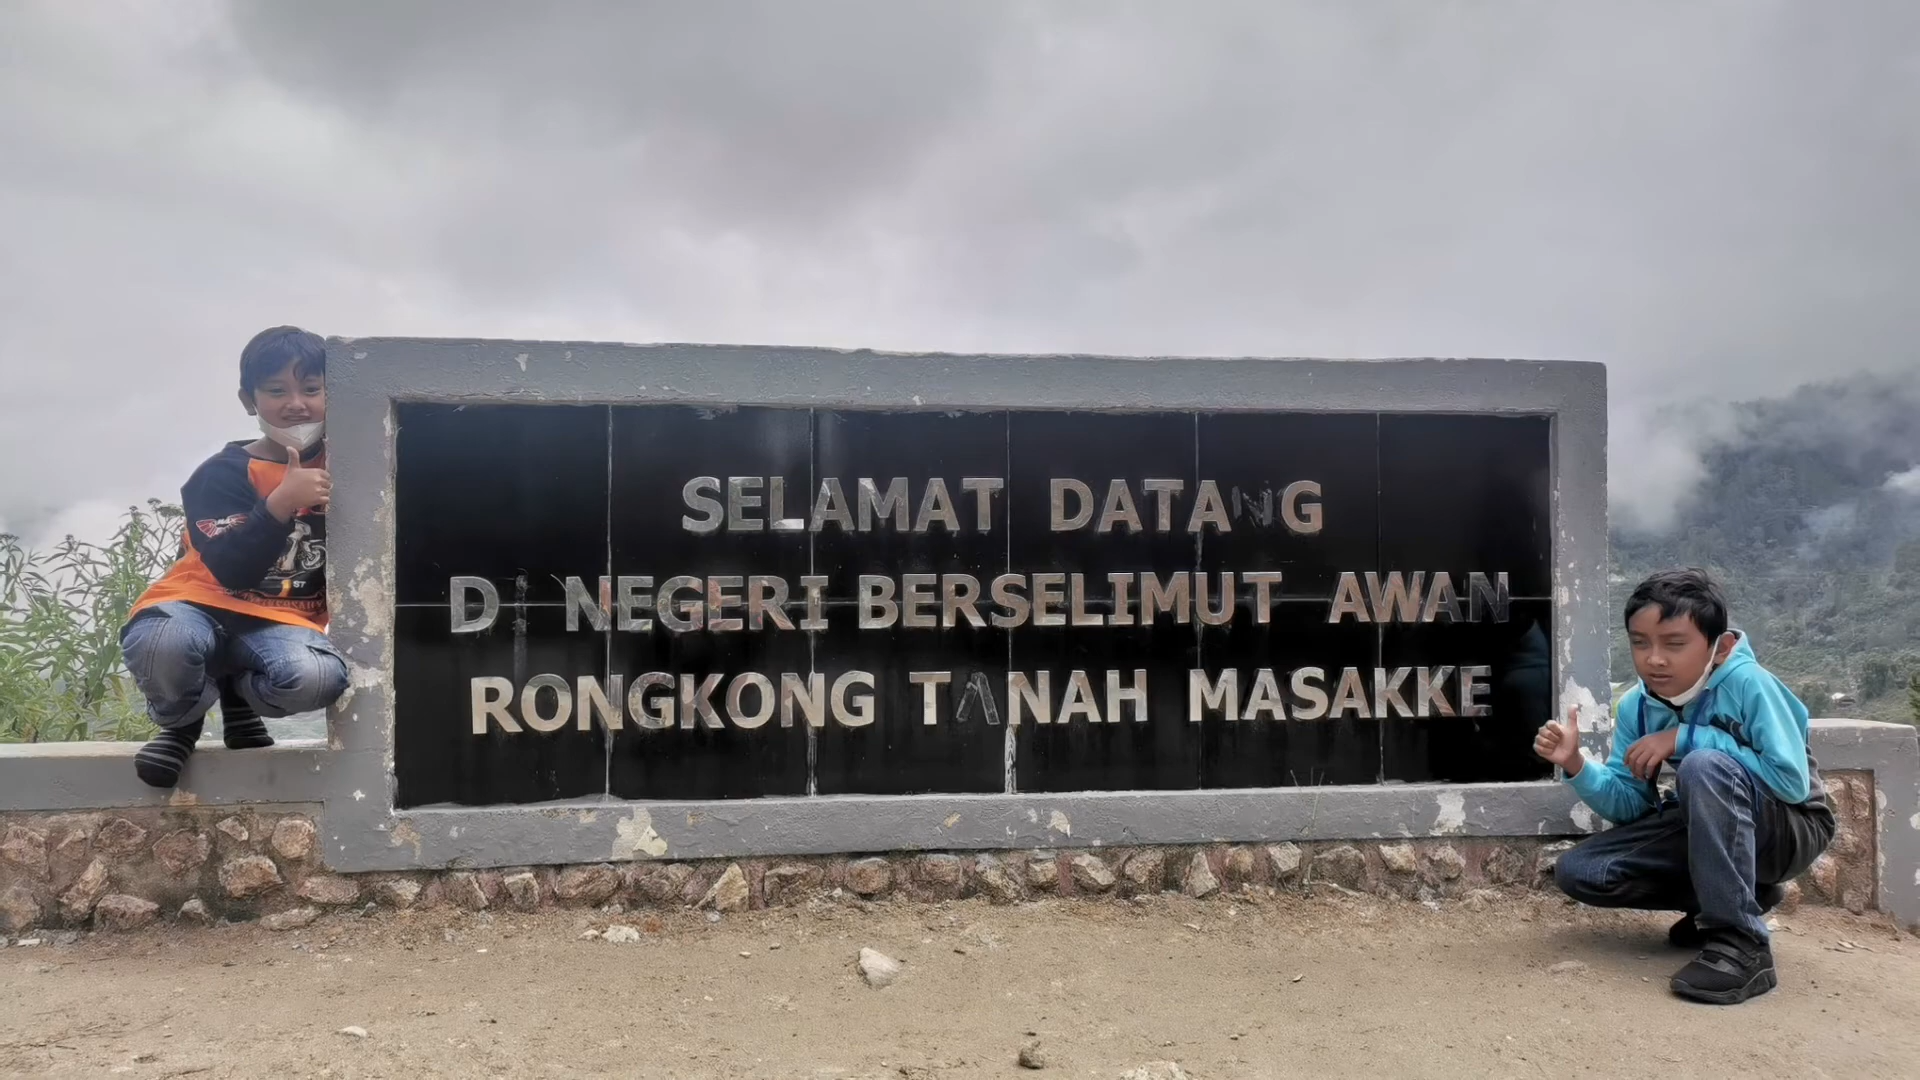 SELAMAT DATANG
DI NEGERI BERSELIMUT AWAN
RONGKONG TANAH MASAKKE